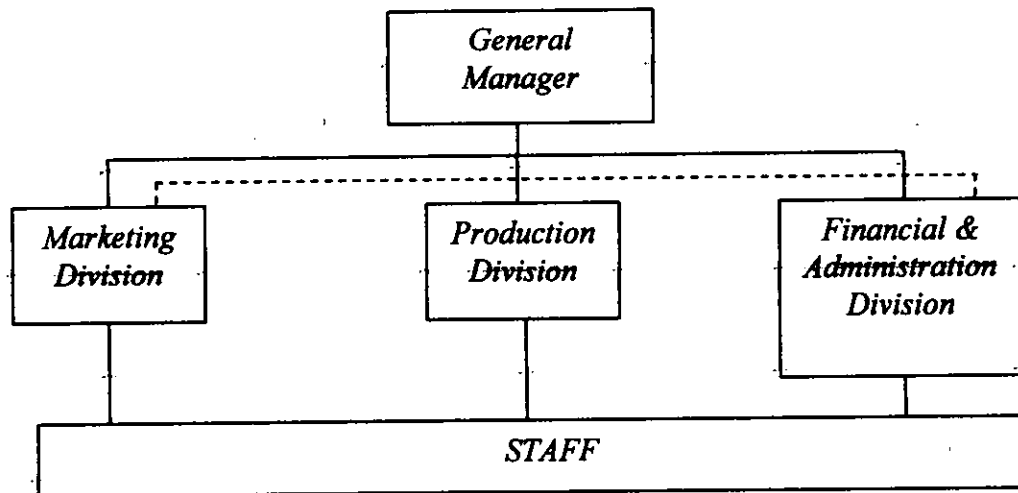 General
Manager
Marketing
Division
Production
Division
Financial &
Administration
Division
STAFF